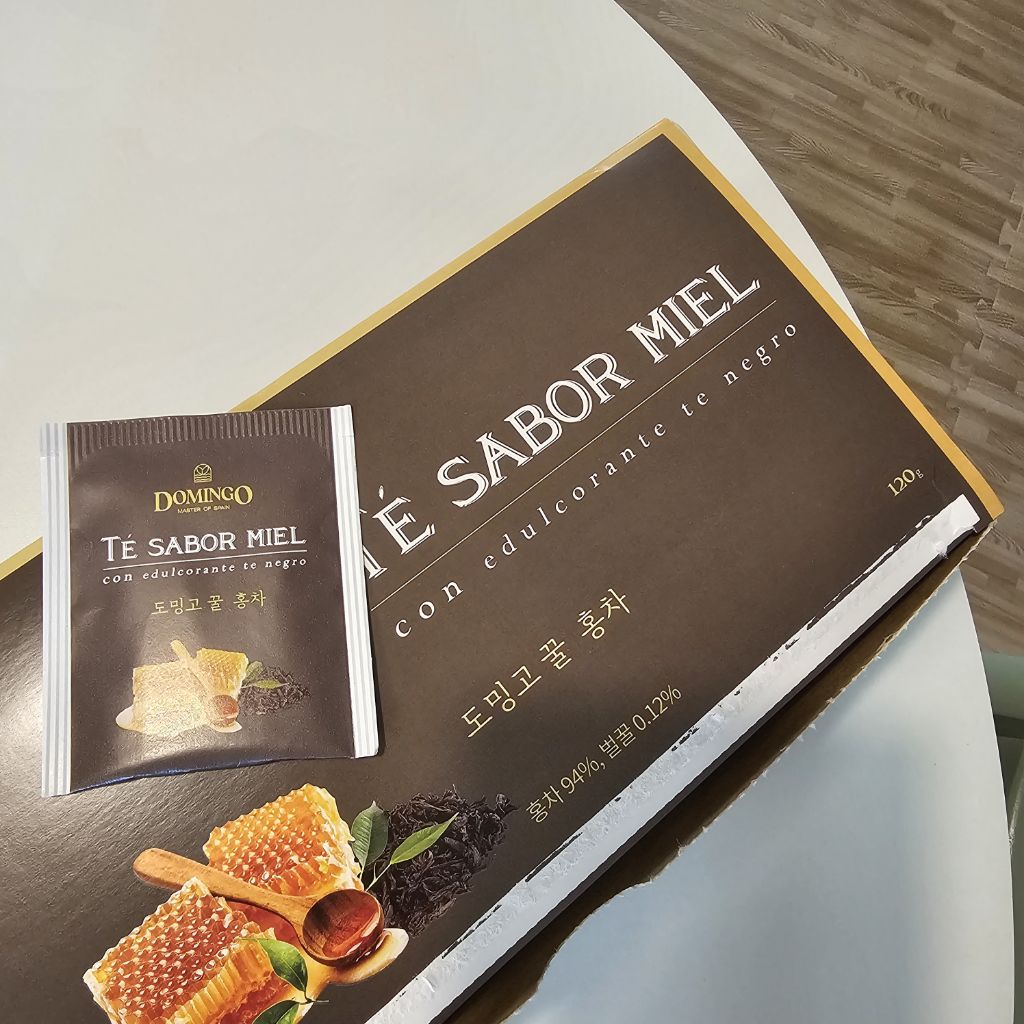 DOMINGO
MASTER OF SPAIN
TÉ SABOR MIEL
con edulcorante te negro
도밍고 꿀 홍차
TÉ SABOR MIEL
con edulcorante te negro
120g
도밍고 꿀 홍차
홍차 94%, 벌꿀 0.12%